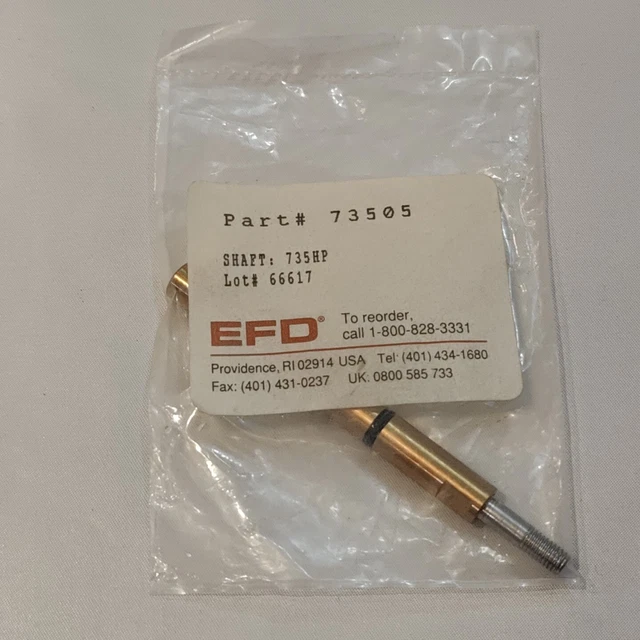 Part# 73505
SHAFT: 735HP
Lot# 66617
EFD®
To reorder,
call 1-800-828-3331
Providence, RI 02914 USA Tel: (401) 434-1680
Fax: (401) 431-0237 UK: 0800 585 733